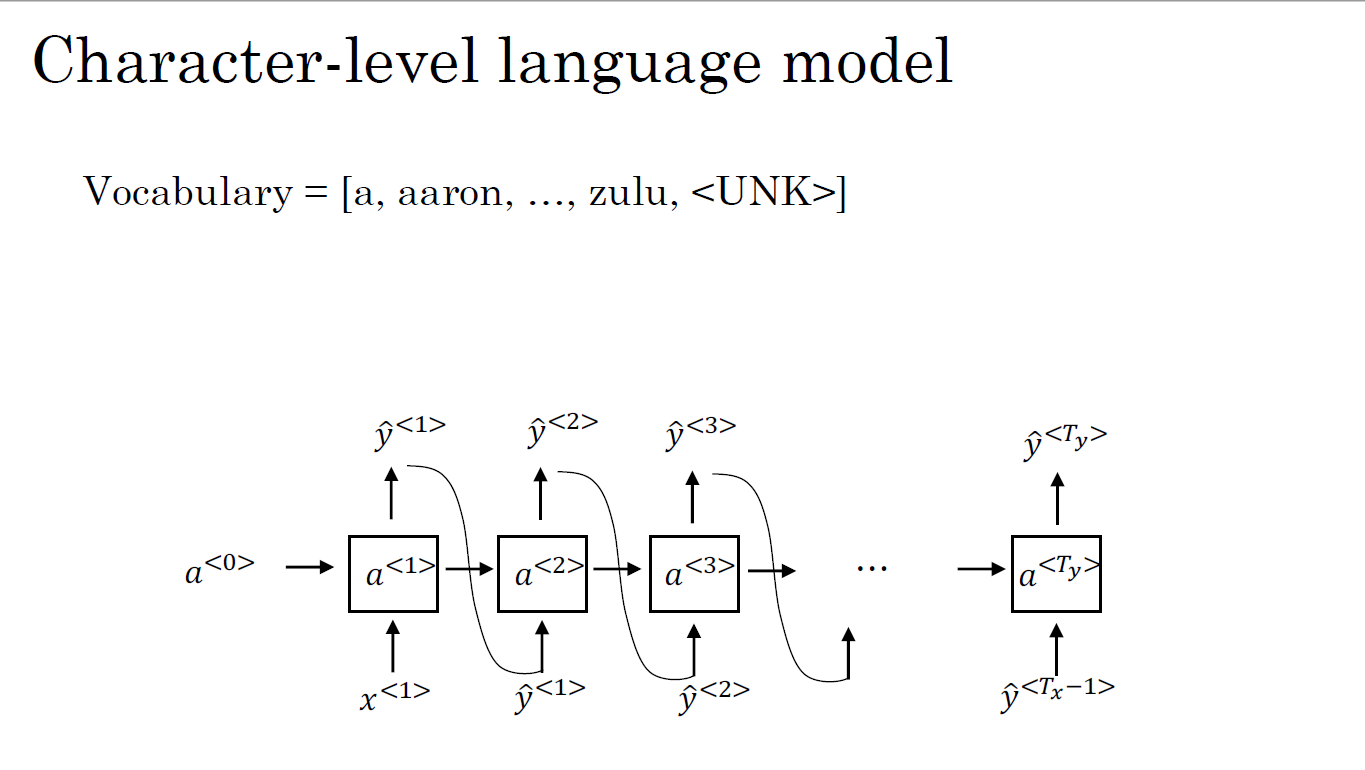 Character-level language model
Vocabulary = [a, aaron, …, zulu, <UNK>]
ŷ<1> ŷ<2> ŷ<3> ŷ<Ty>
a<0> a<1> a<2> a<3> ⋯ a<Ty>
x<1> ŷ<1> ŷ<2> ŷ<Tx−1>